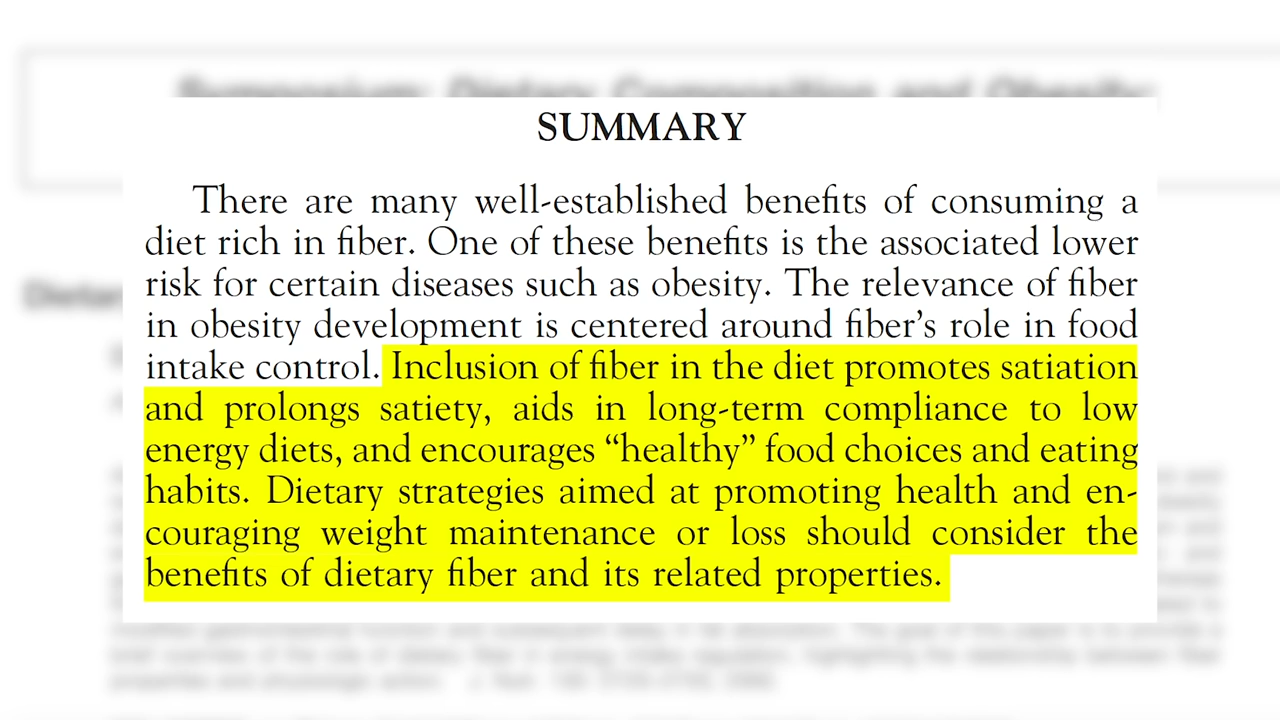 Symposium: Dietary Composition and Obesity:
SUMMARY
There are many well-established benefits of consuming a
diet rich in fiber. One of these benefits is the associated lower
risk for certain diseases such as obesity. The relevance of fiber
in obesity development is centered around fiber’s role in food
intake control. Inclusion of fiber in the diet promotes satiation
and prolongs satiety, aids in long-term compliance to low
energy diets, and encourages “healthy” food choices and eating
habits. Dietary strategies aimed at promoting health and en-
couraging weight maintenance or loss should consider the
benefits of dietary fiber and its related properties.